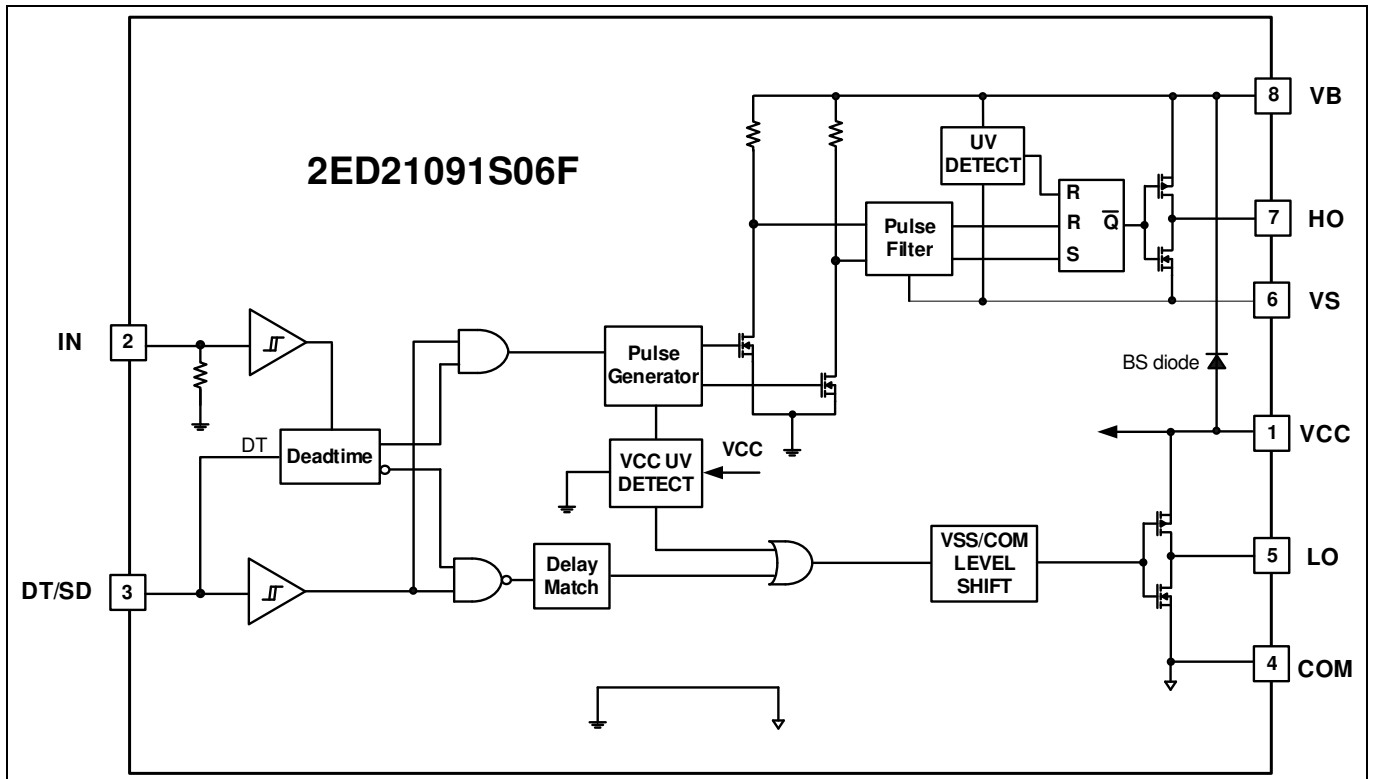 8 VB
UV
DETECT
2ED21091S06F
R
R
Q
S
Pulse
Filter
7 HO
6 VS
IN 2
Pulse
Generator
BS diode
DT
Deadtime
1 VCC
VCC UV
DETECT
VCC
VSS/COM
LEVEL
SHIFT
5 LO
Delay
Match
DT/SD 3
4 COM